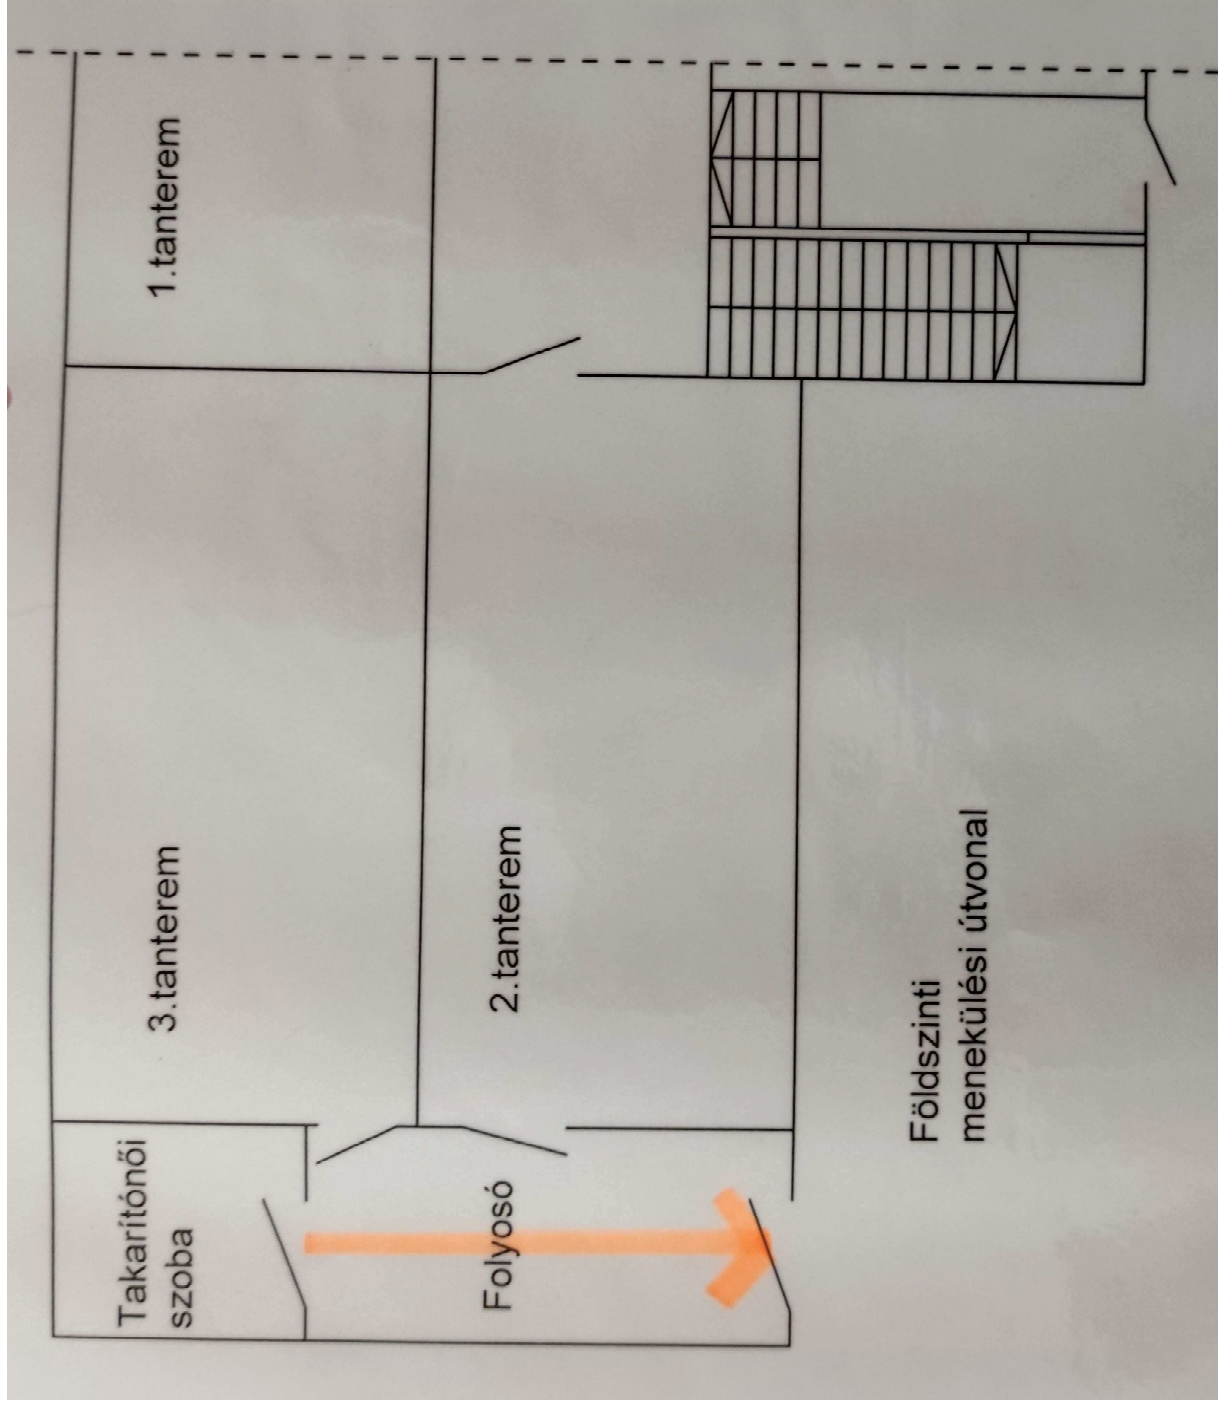 1.tanterem
3.tanterem
2.tanterem
Takarítónői
szoba
Folyosó
Földszinti
menekülési útvonal